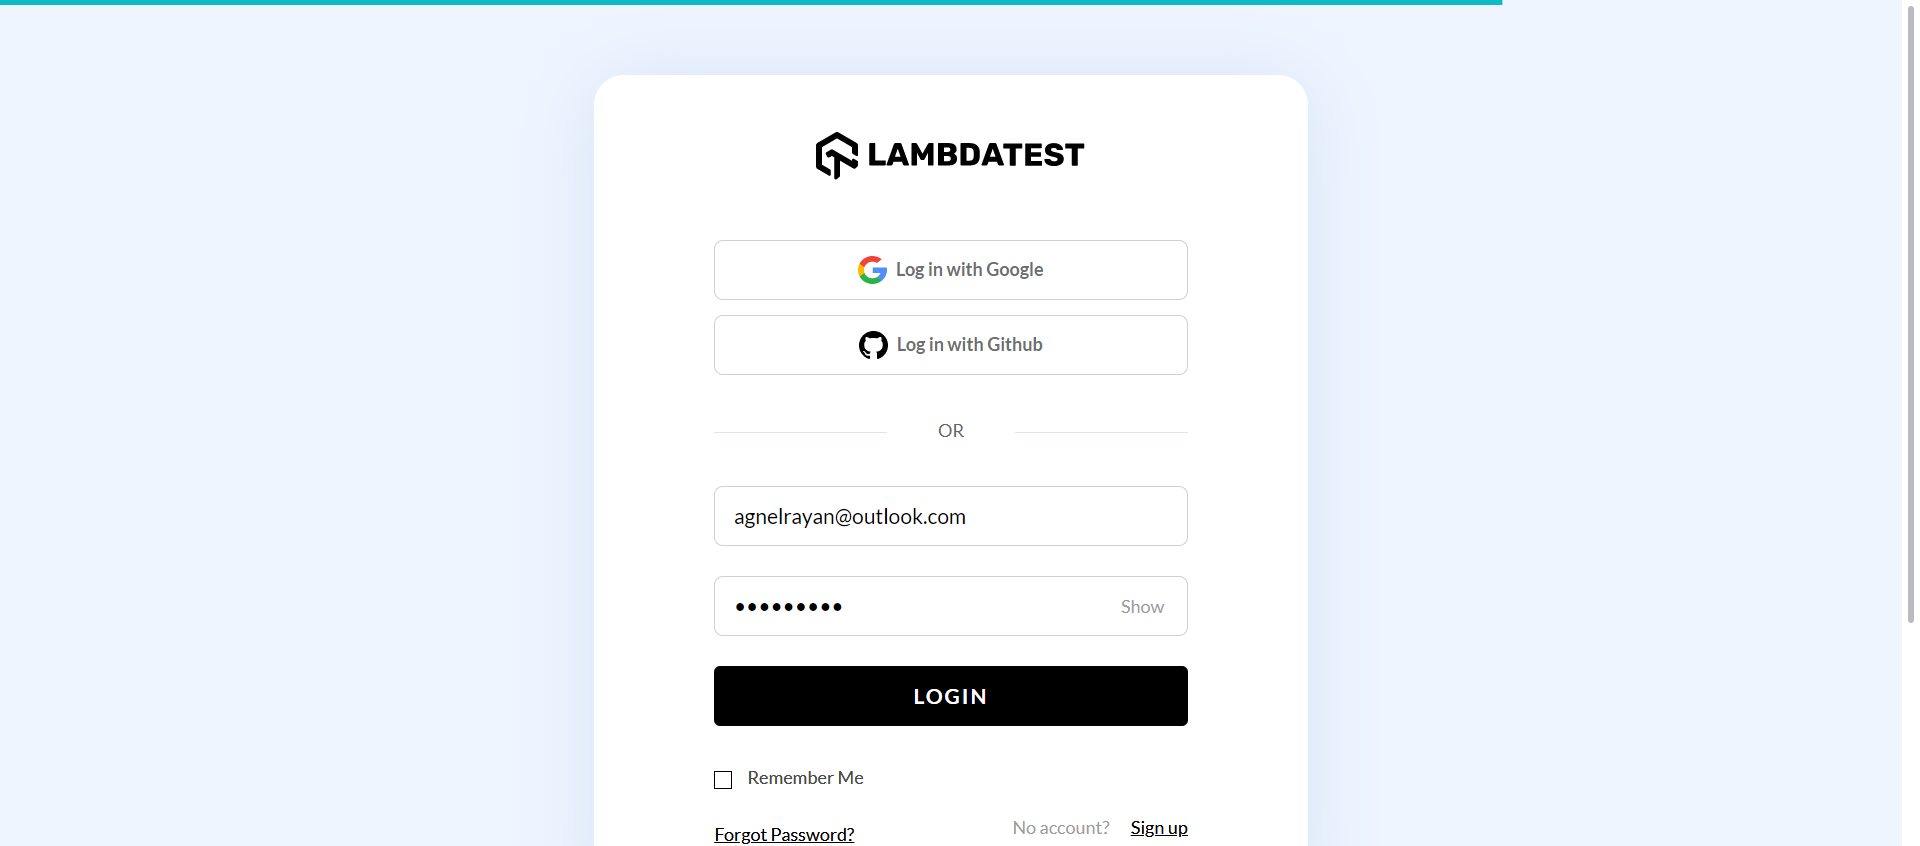 LAMBDATEST
Log in with Google
Log in with Github
OR
agnelrayan@outlook.com
••••••••• Show
LOGIN
Remember Me
Forgot Password? No account? Sign up